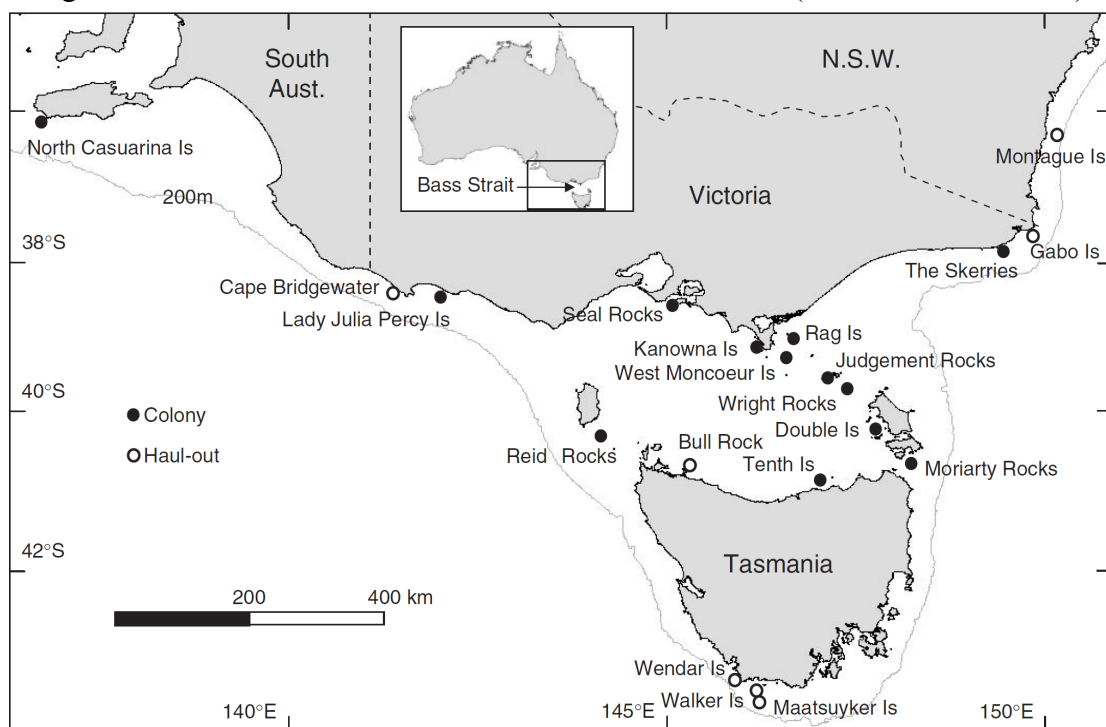 South
Aust.
N.S.W.
North Casuarina Is
Montague Is
Bass Strait
200m
Victoria
38°S
Gabo Is
The Skerries
Cape Bridgewater
Lady Julia Percy Is
Seal Rocks
Rag Is
Kanowna Is
Judgement Rocks
West Moncoeur Is
40°S
Wright Rocks
Colony
Double Is
Haul-out
Bull Rock
Reid Rocks
Tenth Is
Moriarty Rocks
42°S
Tasmania
200
400 km
Wendar Is
Walker Is
Maatsuyker Is
140°E
145°E
150°E